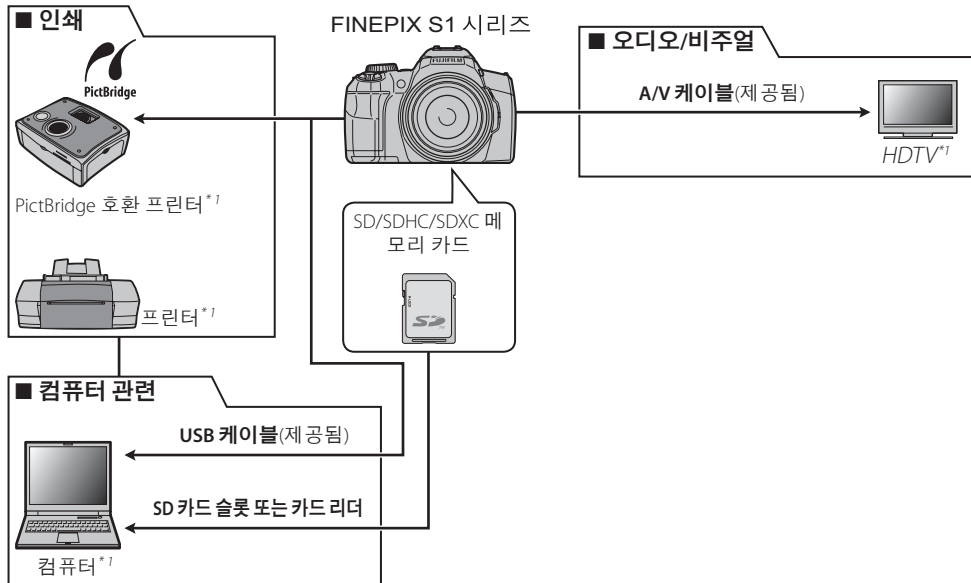 ■ 인쇄
PictBridge
PictBridge 호환 프린터*1
프린터*1
FINEPIX S1 시리즈
FUJIFILM
SD/SDHC/SDXC 메
모리 카드
SD
■ 오디오/비주얼
A/V 케이블(제공됨)
HDTV*1
■ 컴퓨터 관련
USB 케이블(제공됨)
SD 카드 슬롯 또는 카드 리더
컴퓨터*1